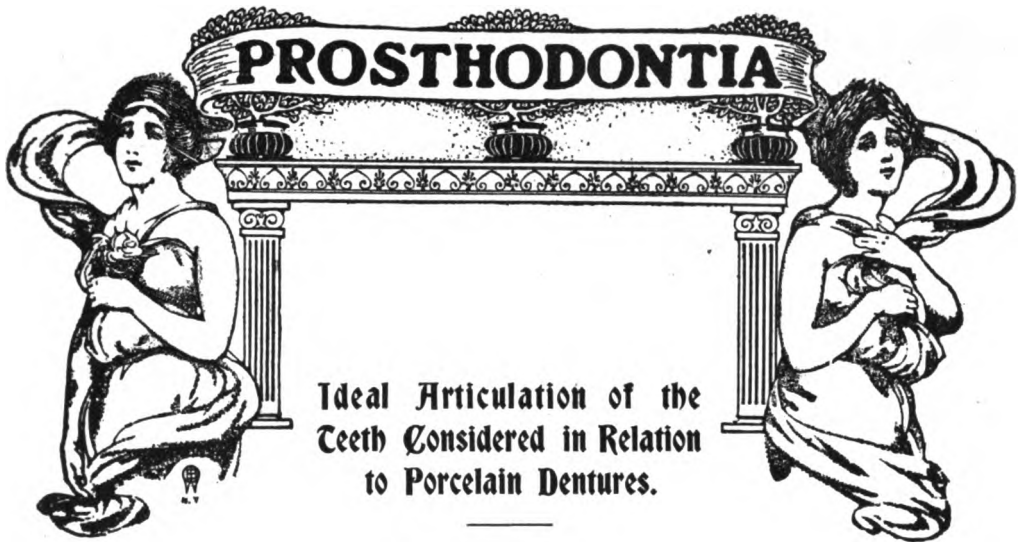 PROSTHODONTIA
Ideal Articulation of the
Teeth Considered in Relation
to Porcelain Dentures.
N.Y